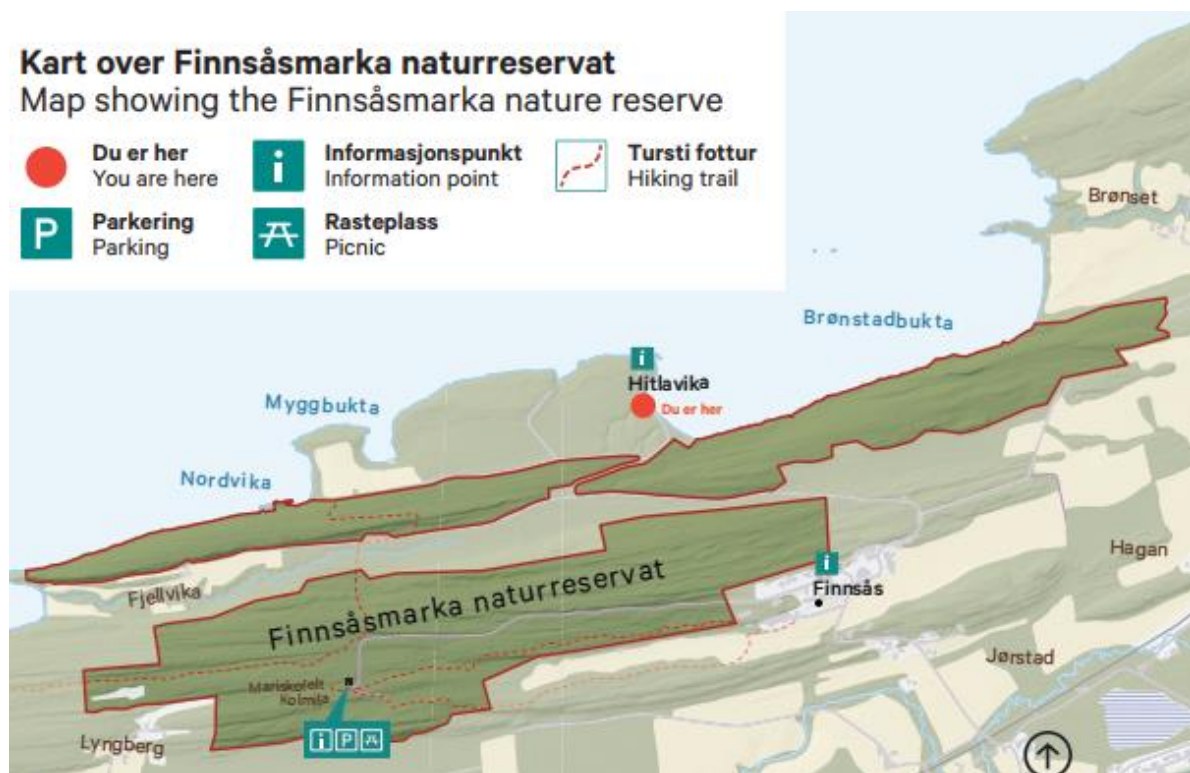 Kart over Finnsåsmarka naturreservat
Map showing the Finnsåsmarka nature reserve
Du er her
You are here
i
Informasjonspunkt
Information point
Tursti fottur
Hiking trail
P
Parkering
Parking
Rasteplass
Picnic
Brønset
Brønstadbukta
i
Hitlavika
Du er her
Myggbukta
Nordvika
Hagan
Fjellvika
Finnsåsmarka naturreservat
i
Finnsås
Jørstad
Mariskofelt
Lyngberg
i P